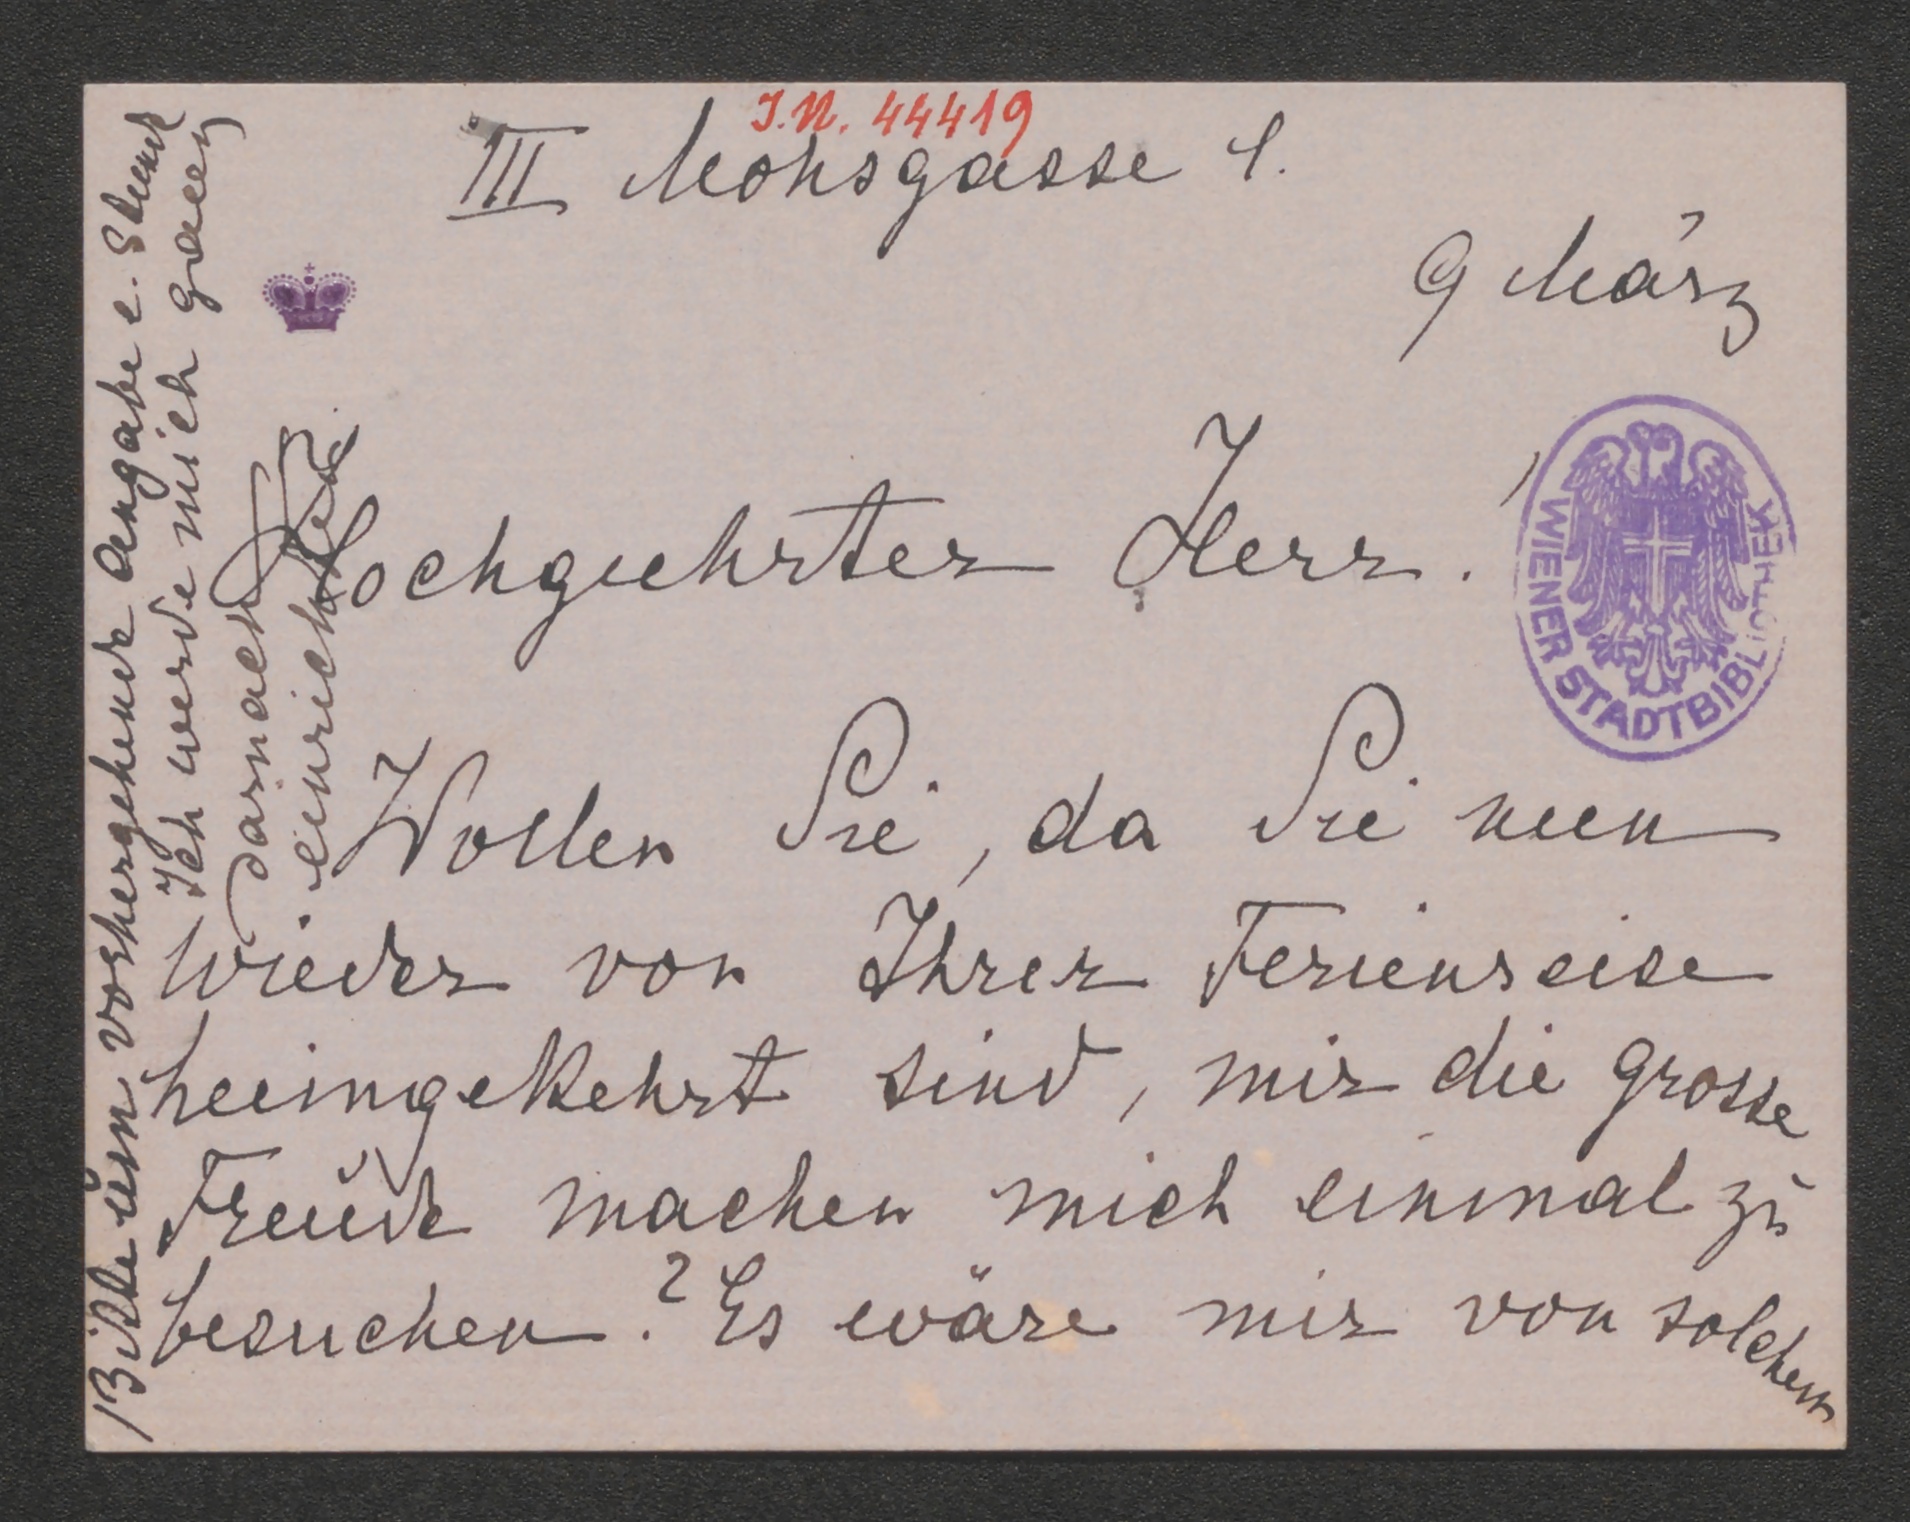 J.N. 44419
III Mohsgasse 1.
9 März
Hochgeehrter Herr!
Wollen Sie, da Sie nun
wieder von Ihrer Ferienreise
heimgekehrt sind, mir die grosse
Freude machen mich einmal zu
besuchen? Es wäre mir von solchem
Bitte um vorhergehende Angabe e. Stunde
Ich werde mich ganz
darnach
einrichten.
WIENER STADTBIBLIOTHEK